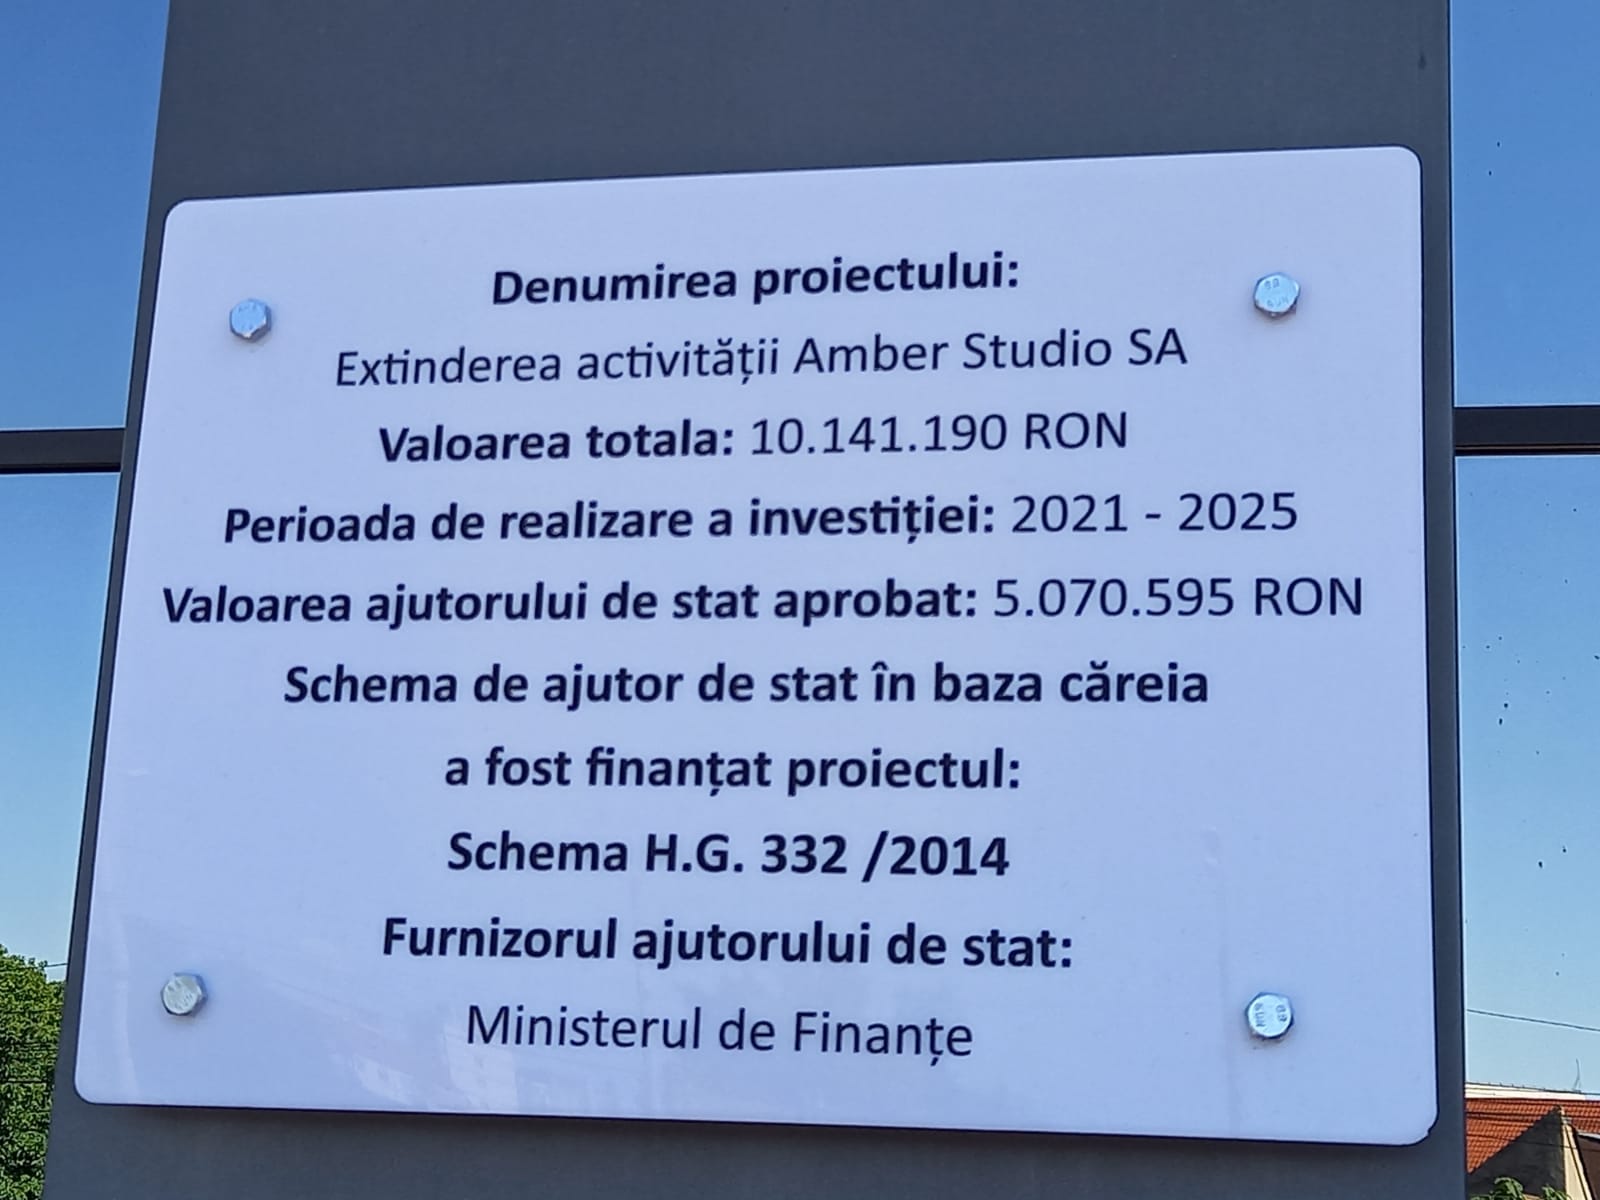 Denumirea proiectului:
Extinderea activității Amber Studio SA
Valoarea totala: 10.141.190 RON
Perioada de realizare a investiției: 2021 - 2025
Valoarea ajutorului de stat aprobat: 5.070.595 RON
Schema de ajutor de stat în baza căreia
a fost finanțat proiectul:
Schema H.G. 332 /2014
Furnizorul ajutorului de stat:
Ministerul de Finanțe